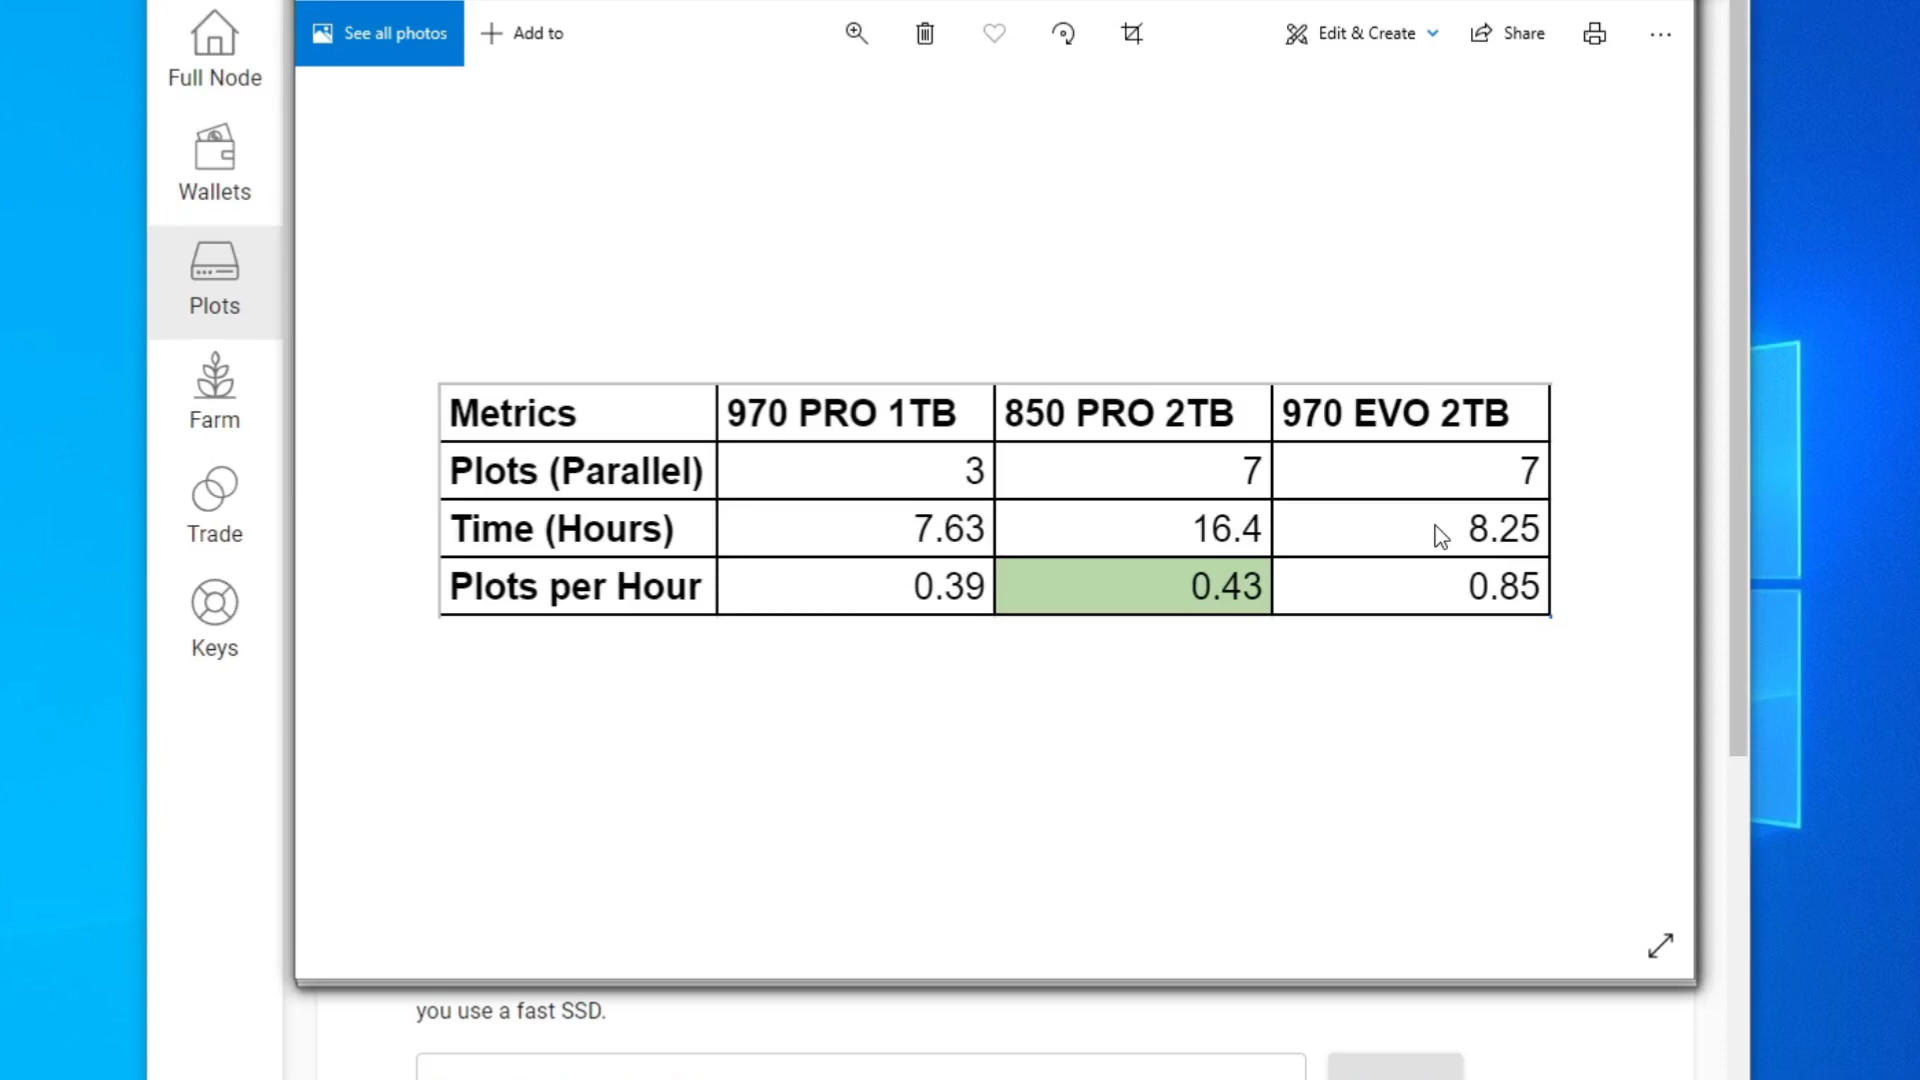 See all photos
Add to
Edit & Create
Share
Full Node
Wallets
Plots
Farm
Trade
Keys
Metrics 970 PRO 1TB 850 PRO 2TB 970 EVO 2TB
Plots (Parallel) 3 7 7
Time (Hours) 7.63 16.4 8.25
Plots per Hour 0.39 0.43 0.85
you use a fast SSD.